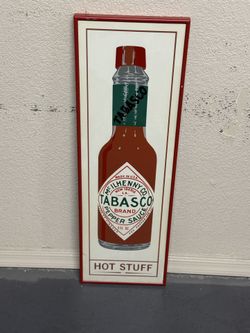 TABASCO
McILHENNY CO.
TABASCO
BRAND
PEPPER SAUCE
HOT STUFF